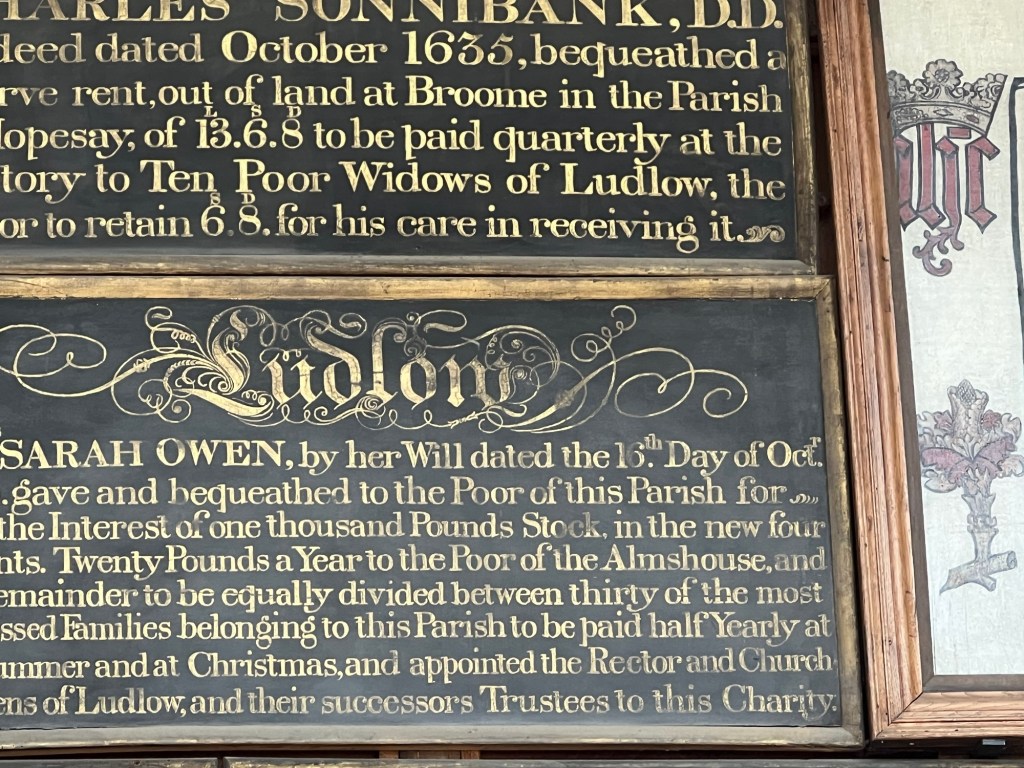 HARLES SONNIBANK, D.D.
deed dated October 1635, bequeathed a
rve rent, out of land at Broome in the Parish
Hopesay, of £13. S6. D8 to be paid quarterly at the
tory to Ten Poor Widows of Ludlow, the
or to retain S6. D8. for his care in receiving it.
Ludlow
SARAH OWEN, by her Will dated the 16th. Day of Octr.
. gave and bequeathed to the Poor of this Parish for
the Interest of one thousand Pounds Stock, in the new four
nts. Twenty Pounds a Year to the Poor of the Almshouse, and
emainder to be equally divided between thirty of the most
ssed Families belonging to this Parish to be paid half Yearly at
ummer and at Christmas, and appointed the Rector and Church
ens of Ludlow, and their successors Trustees to this Charity.
ihc